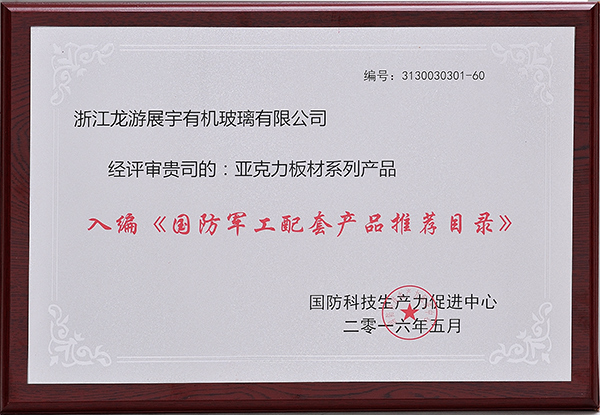 编号：3130030301-60
浙江龙游展宇有机玻璃有限公司
经评审贵司的：亚克力板材系列产品
入编《国防军工配套产品推荐目录》
国防科技生产力促进中心
二零一六年五月